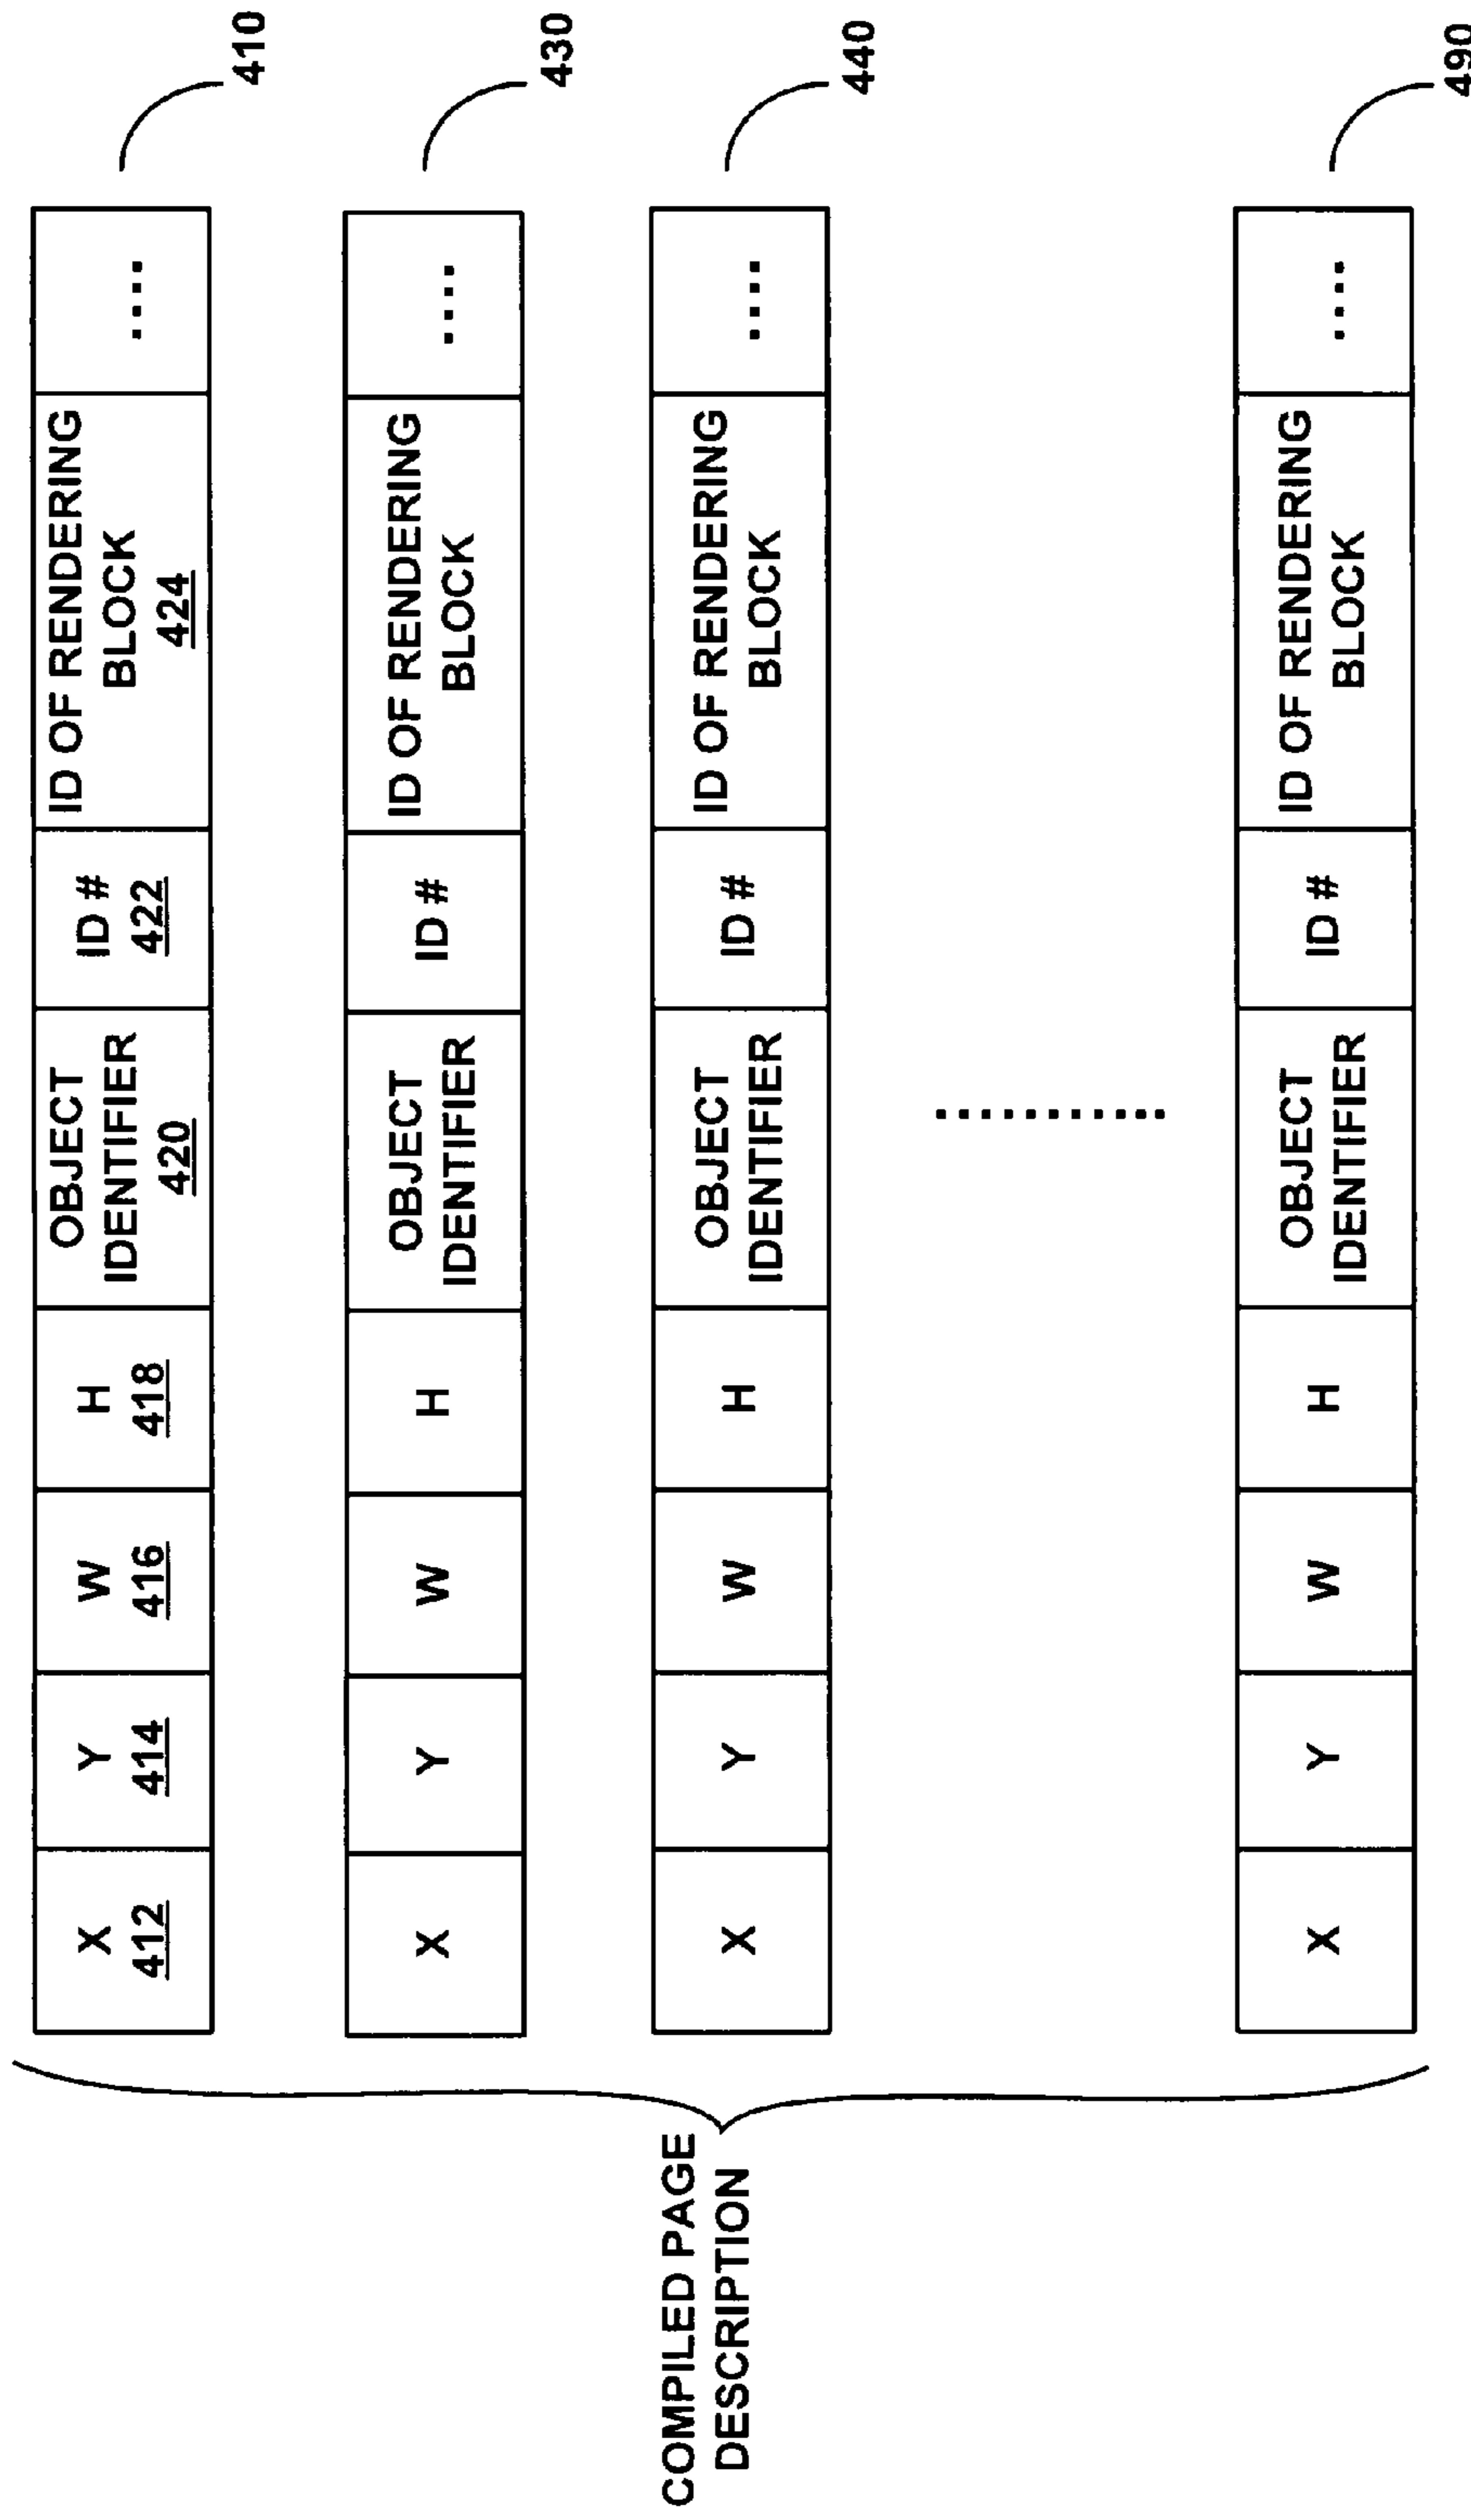 COMPILED PAGE
DESCRIPTION
X
412
Y
414
W
416
H
418
OBJECT
IDENTIFIER
420
ID #
422
ID OF RENDERING
BLOCK
424
....
410
X
Y
W
H
OBJECT
IDENTIFIER
ID #
ID OF RENDERING
BLOCK
....
430
X
Y
W
H
OBJECT
IDENTIFIER
ID #
ID OF RENDERING
BLOCK
....
440
...........
X
Y
W
H
OBJECT
IDENTIFIER
ID #
ID OF RENDERING
BLOCK
....
490